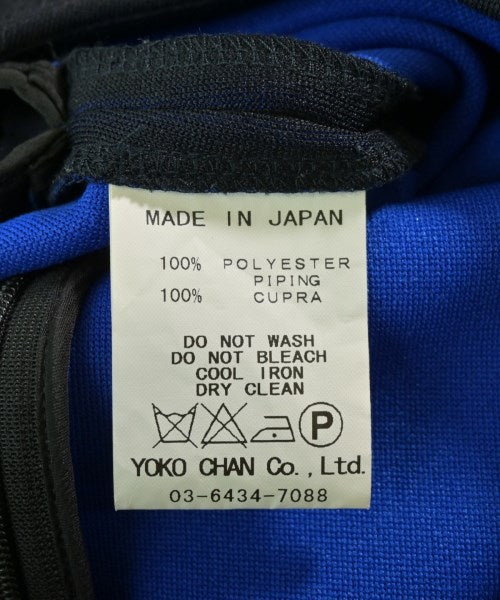 MADE IN JAPAN
100% POLYESTER
PIPING
100% CUPRA
DO NOT WASH
DO NOT BLEACH
COOL IRON
DRY CLEAN
P
YOKO CHAN Co.,Ltd.
03-6434-7088